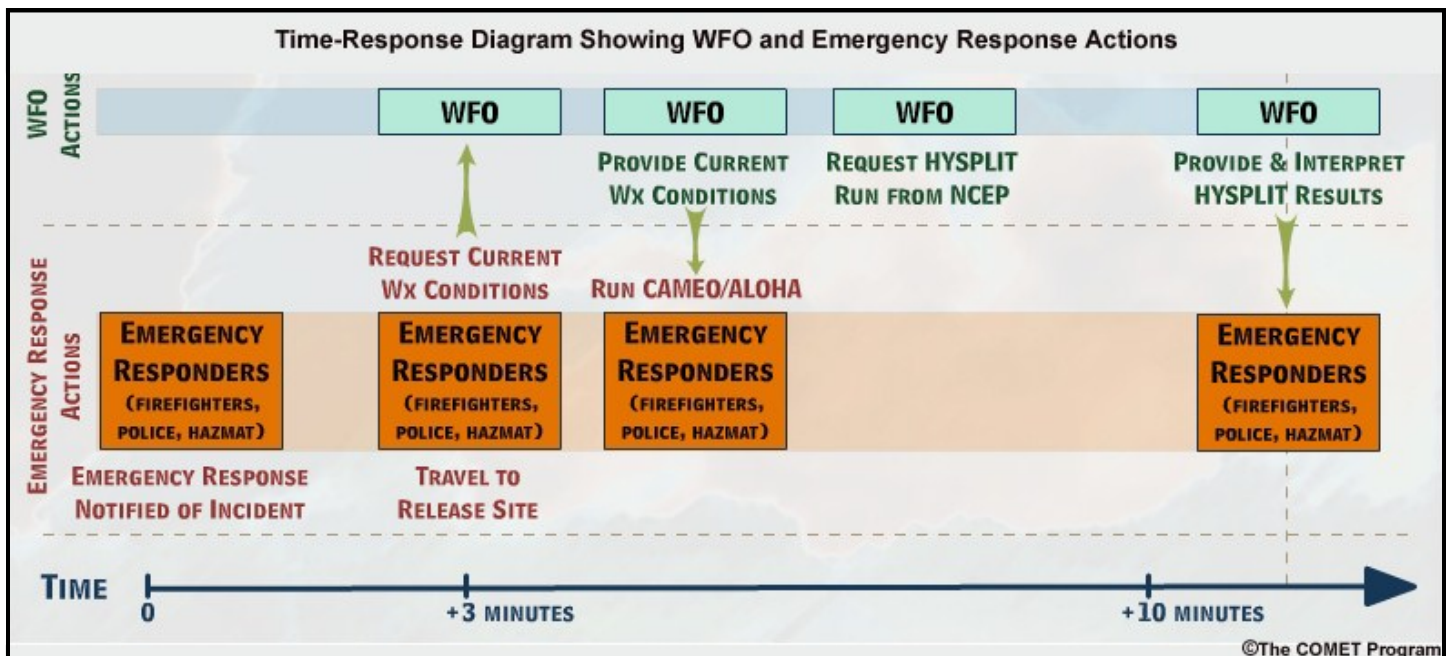 Time-Response Diagram Showing WFO and Emergency Response Actions
WFO
ACTIONS
WFO
WFO
WFO
WFO
PROVIDE CURRENT
WX CONDITIONS
REQUEST HYSPLIT
RUN FROM NCEP
PROVIDE & INTERPRET
HYSPLIT RESULTS
EMERGENCY RESPONSE
ACTIONS
REQUEST CURRENT
WX CONDITIONS
RUN CAMEO/ALOHA
EMERGENCY
RESPONDERS
(FIREFIGHTERS,
POLICE, HAZMAT)
EMERGENCY
RESPONDERS
(FIREFIGHTERS,
POLICE, HAZMAT)
EMERGENCY
RESPONDERS
(FIREFIGHTERS,
POLICE, HAZMAT)
EMERGENCY
RESPONDERS
(FIREFIGHTERS,
POLICE, HAZMAT)
EMERGENCY RESPONSE
NOTIFIED OF INCIDENT
TRAVEL TO
RELEASE SITE
TIME
0
+3 MINUTES
+10 MINUTES
©The COMET Program